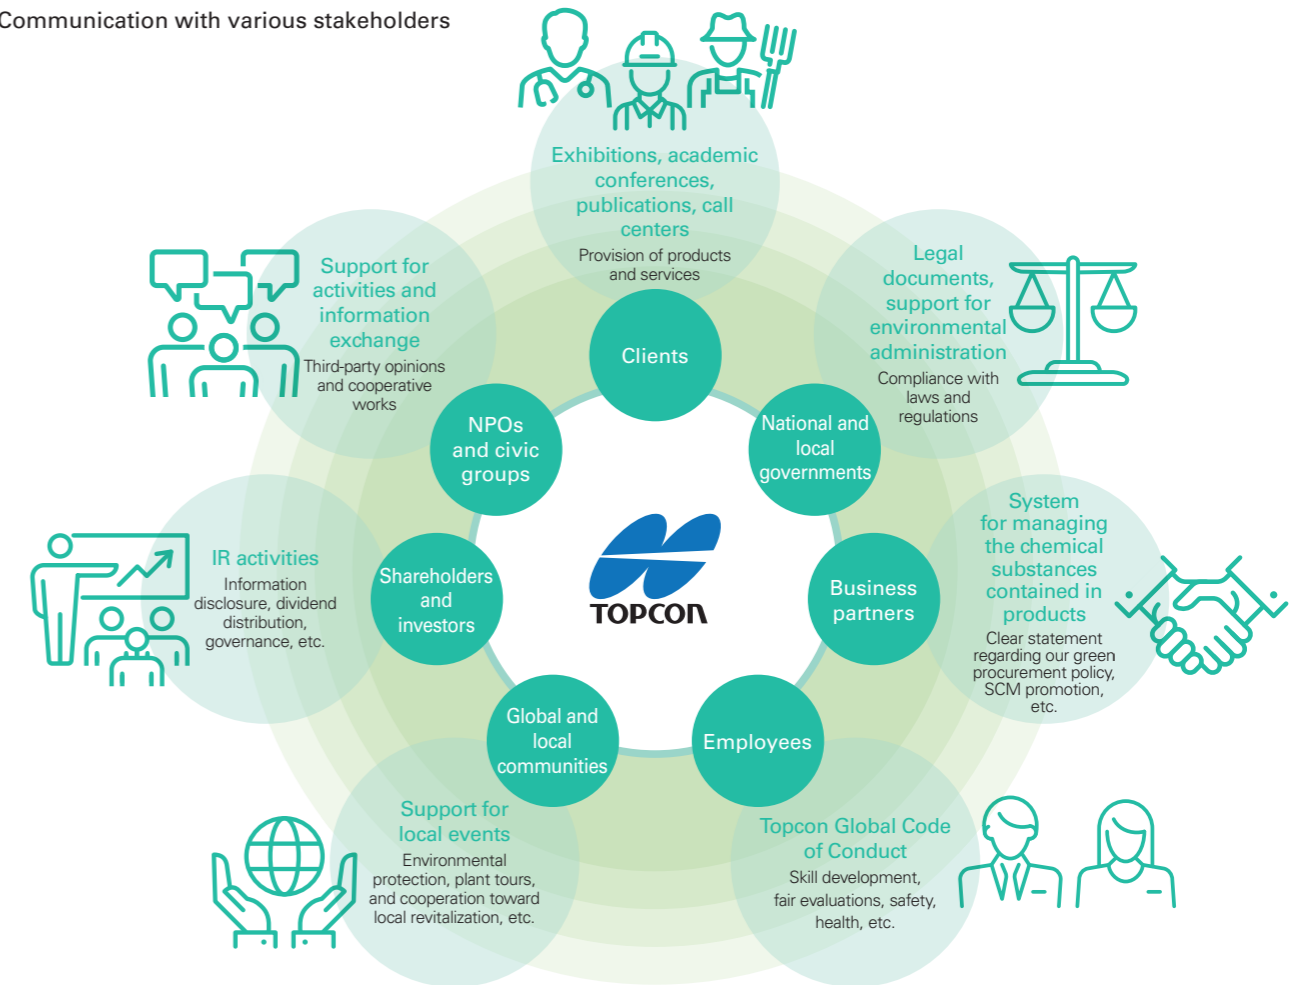 Communication with various stakeholders
Exhibitions, academic
conferences,
publications, call
centers
Provision of products
and services
Clients
Legal
documents,
support for
environmental
administration
Compliance with
laws and
regulations
National and
local
governments
System
for managing
the chemical
substances
contained in
products
Clear statement
regarding our green
procurement policy,
SCM promotion,
etc.
Business
partners
Topcon Global Code
of Conduct
Skill development,
fair evaluations, safety,
health, etc.
Employees
Support for
local events
Environmental
protection, plant tours,
and cooperation toward
local revitalization, etc.
Global and
local
communities
IR activities
Information
disclosure, dividend
distribution,
governance, etc.
Shareholders
and
investors
Support for
activities and
information
exchange
Third-party opinions
and cooperative
works
NPOs
and civic
groups
TOPCON